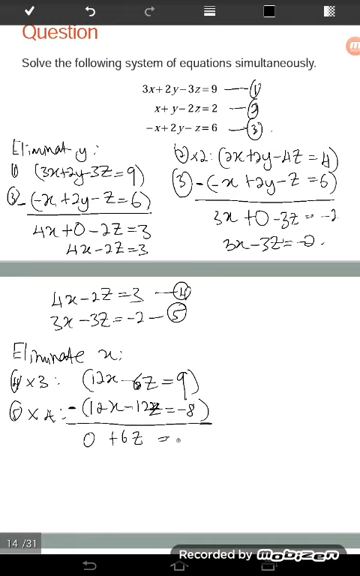 Question
Solve the following system of equations simultaneously.
3x + 2y − 3z = 9 —— ①
x + y − 2z = 2 —— ②
−x + 2y − z = 6 —— ③
Eliminate y:
① (3x+2y-3z=9)
③ - (-x+2y-z=6)
4x+0-2z=3
4x-2z=3
② ×2: (2x+2y-4z=4)
③ - (-x+2y-z=6)
3x+0-3z=-2
3x-3z=-2.
4x-2z=3 —④
3x-3z=-2 —⑤
Eliminate x:
④ ×3: (12x-6z=9)
⑤ ×4: -(12x-12z=-8)
0 +6z =
14 / 31
Recorded by mobizen